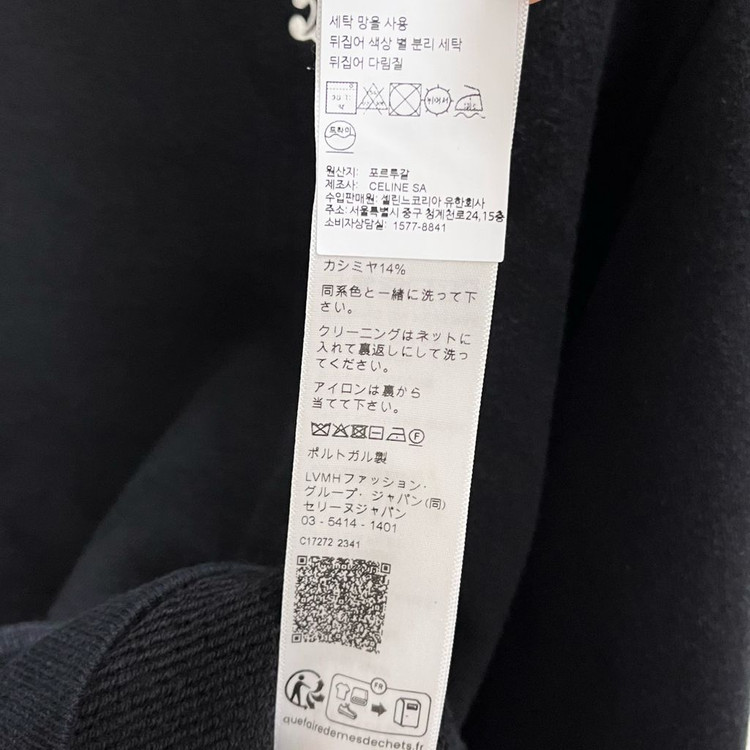 세탁 망을 사용
뒤집어 색상 별 분리 세탁
뒤집어 다림질
드라이
원산지: 포르투갈
제조사: CELINE SA
수입판매원: 셀린느코리아 유한회사
주소: 서울특별시 중구 청계천로24,15층
소비자상담실: 1577-8841
カシミヤ14%
同系色と一緒に洗って下
さい。
クリーニングはネットに
入れて裏返しにして洗っ
てください。
アイロンは裏から
当てて下さい。
F
ポルトガル製
LVMHファッション・
グループ・ジャパン(同)
セリーヌジャパン
03 - 5414 - 1401
C17272 2341
FR
quefairedemesdechets.fr